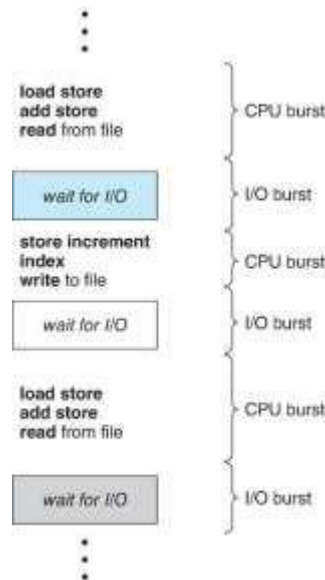 load store
add store
read from file
CPU burst
wait for I/O
I/O burst
store increment
index
write to file
CPU burst
wait for I/O
I/O burst
load store
add store
read from file
CPU burst
wait for I/O
I/O burst